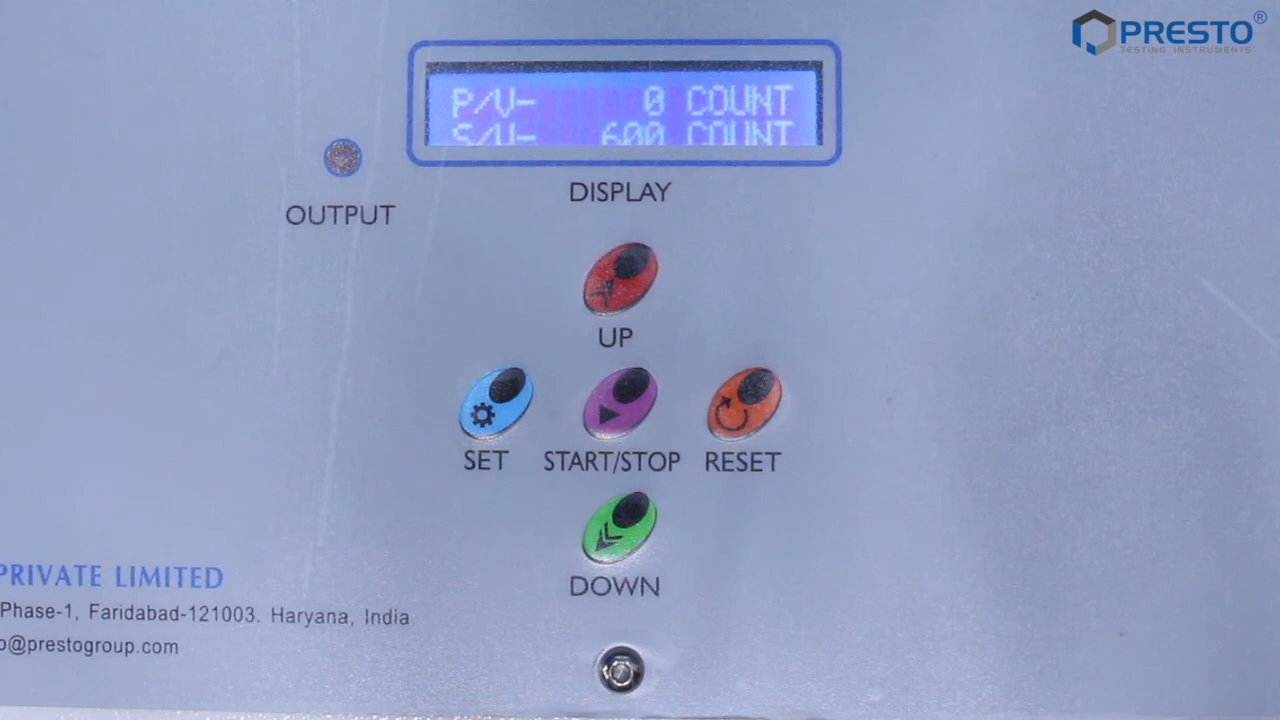 PRESTO®
TESTING INSTRUMENTS
P/V- 0 COUNT
S/V- 600 COUNT
DISPLAY
OUTPUT
UP
SET START/STOP RESET
DOWN
PRIVATE LIMITED
Phase-1, Faridabad-121003. Haryana, India
o@prestogroup.com